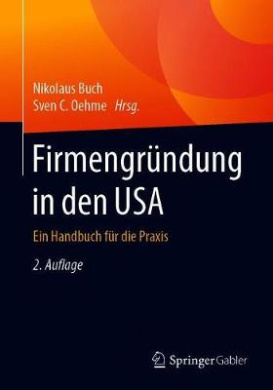 Nikolaus Buch
Sven C. Oehme Hrsg.
Firmengründung
in den USA
Ein Handbuch für die Praxis
2. Auflage
Springer Gabler